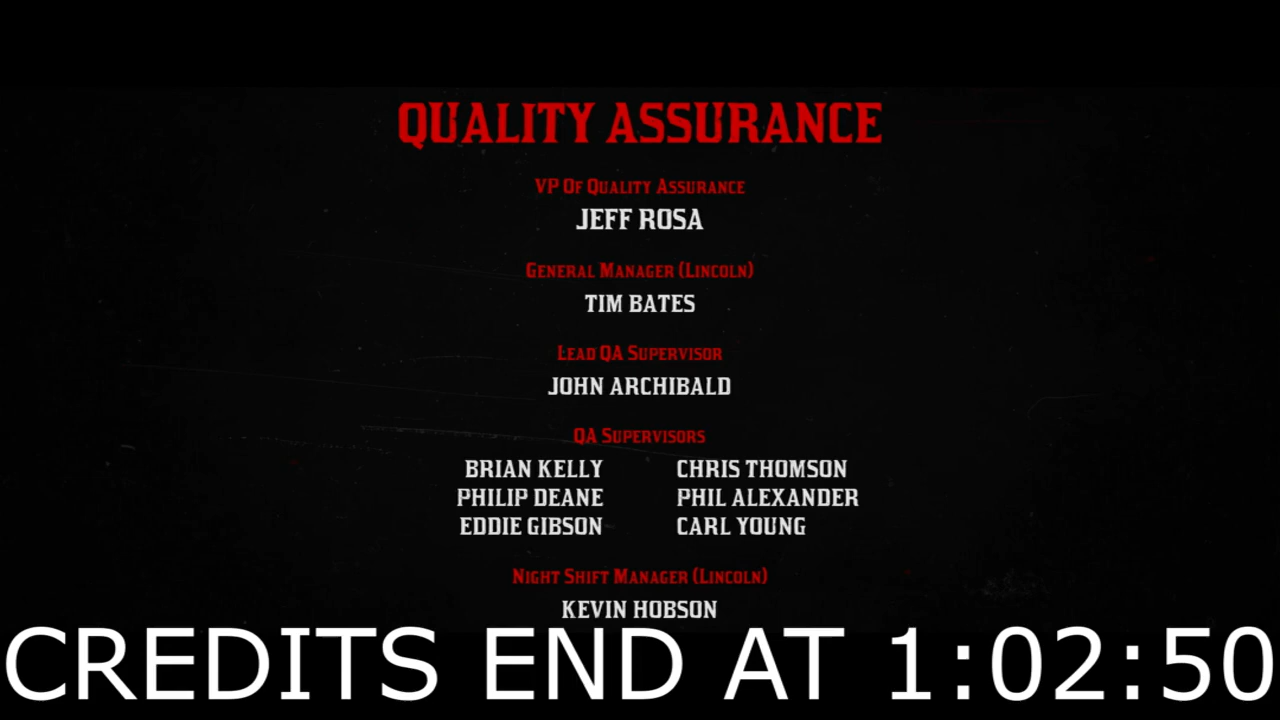 QUALITY ASSURANCE
VP OF QUALITY ASSURANCE
JEFF ROSA
GENERAL MANAGER (LINCOLN)
TIM BATES
LEAD QA SUPERVISOR
JOHN ARCHIBALD
QA SUPERVISORS
BRIAN KELLY CHRIS THOMSON
PHILIP DEANE PHIL ALEXANDER
EDDIE GIBSON CARL YOUNG
NIGHT SHIFT MANAGER (LINCOLN)
KEVIN HOBSON
CREDITS END AT 1:02:50